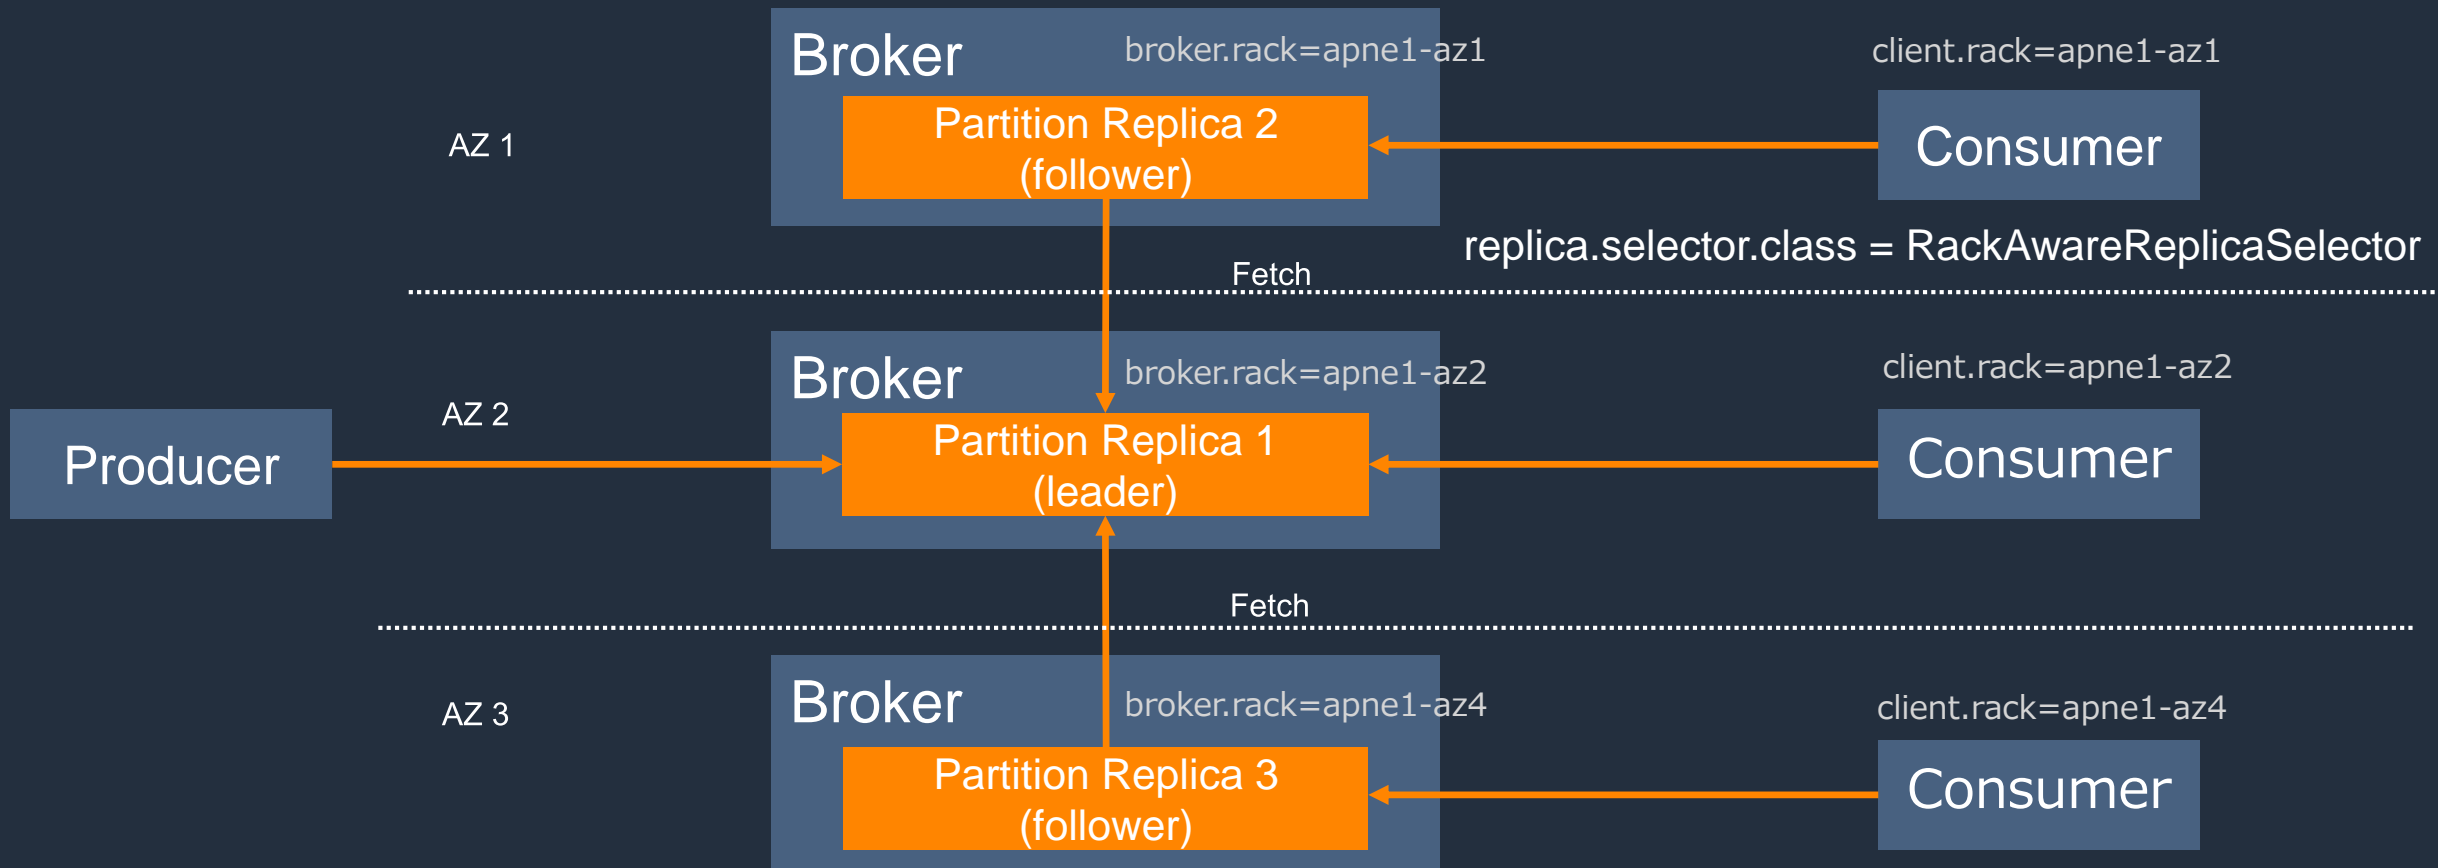 Broker
broker.rack=apne1-az1
client.rack=apne1-az1
AZ 1
Partition Replica 2
(follower)
Consumer
replica.selector.class = RackAwareReplicaSelector
Fetch
Broker
broker.rack=apne1-az2
client.rack=apne1-az2
AZ 2
Producer
Partition Replica 1
(leader)
Consumer
Fetch
Broker
broker.rack=apne1-az4
client.rack=apne1-az4
AZ 3
Partition Replica 3
(follower)
Consumer